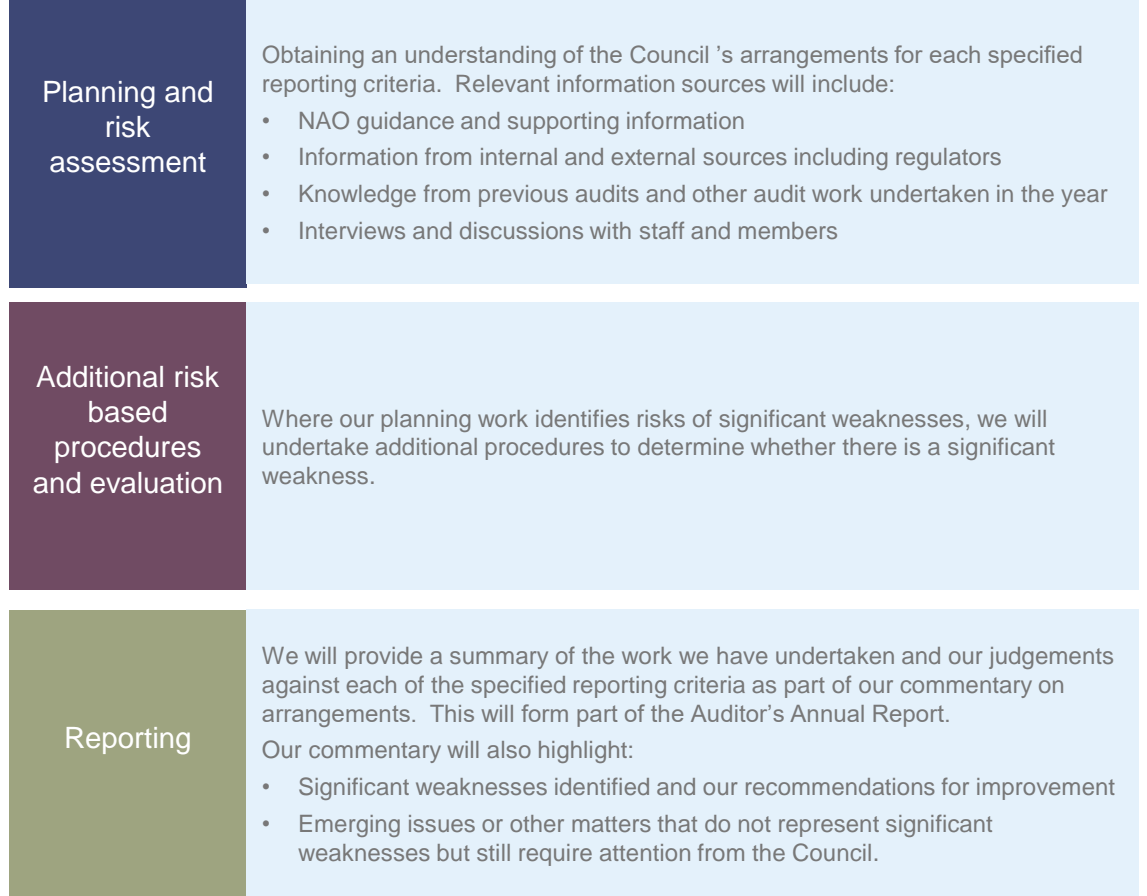 Planning and
risk
assessment
Obtaining an understanding of the Council 's arrangements for each specified
reporting criteria.  Relevant information sources will include:
• NAO guidance and supporting information
• Information from internal and external sources including regulators
• Knowledge from previous audits and other audit work undertaken in the year
• Interviews and discussions with staff and members
Additional risk
based
procedures
and evaluation
Where our planning work identifies risks of significant weaknesses, we will
undertake additional procedures to determine whether there is a significant
weakness.
Reporting
We will provide a summary of the work we have undertaken and our judgements
against each of the specified reporting criteria as part of our commentary on
arrangements.  This will form part of the Auditor's Annual Report.
Our commentary will also highlight:
• Significant weaknesses identified and our recommendations for improvement
• Emerging issues or other matters that do not represent significant
weaknesses but still require attention from the Council.